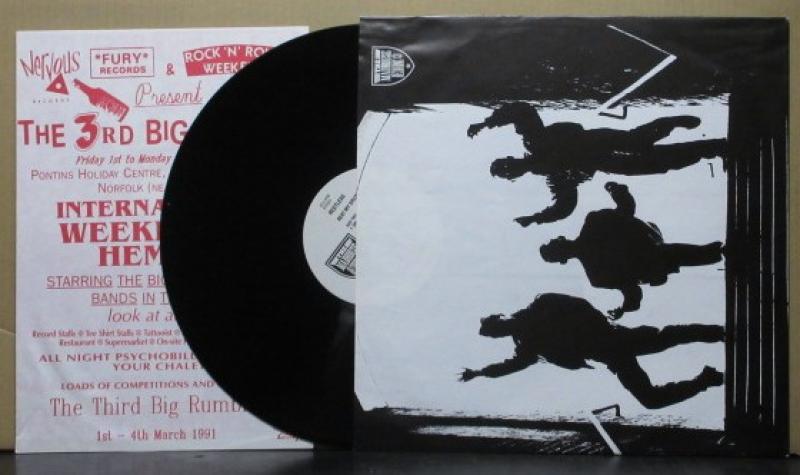 Nervous
RECORDS
*FURY*
RECORDS
&
ROCK 'N' RO
WEEKE
Present
THE 3RD BIG
Friday 1st to Monday
PONTINS HOLIDAY CENTRE,
NORFOLK (NE
INTERNA
WEEKE
HEM
STARRING THE BIG
BANDS IN T
look at a
Record Stalls Tee Shirt Stalls Tattooist
Restaurant Supermarket On-site
ALL NIGHT PSYCHOBILL
YOUR CHALE
LOADS OF COMPETITIONS AND
The Third Big Rumb
1st - 4th March 1991
RESTLESS